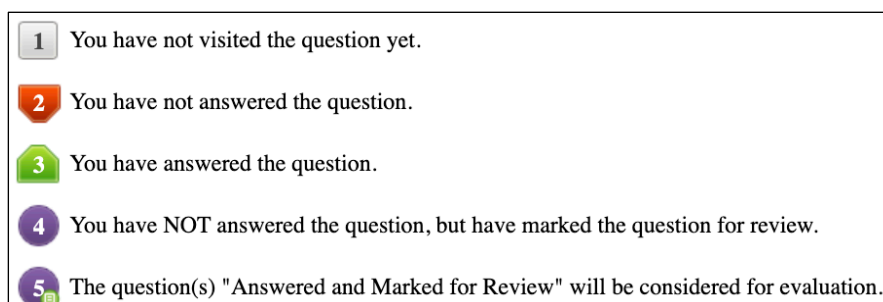 1 You have not visited the question yet.
2 You have not answered the question.
3 You have answered the question.
4 You have NOT answered the question, but have marked the question for review.
5 The question(s) "Answered and Marked for Review" will be considered for evaluation.